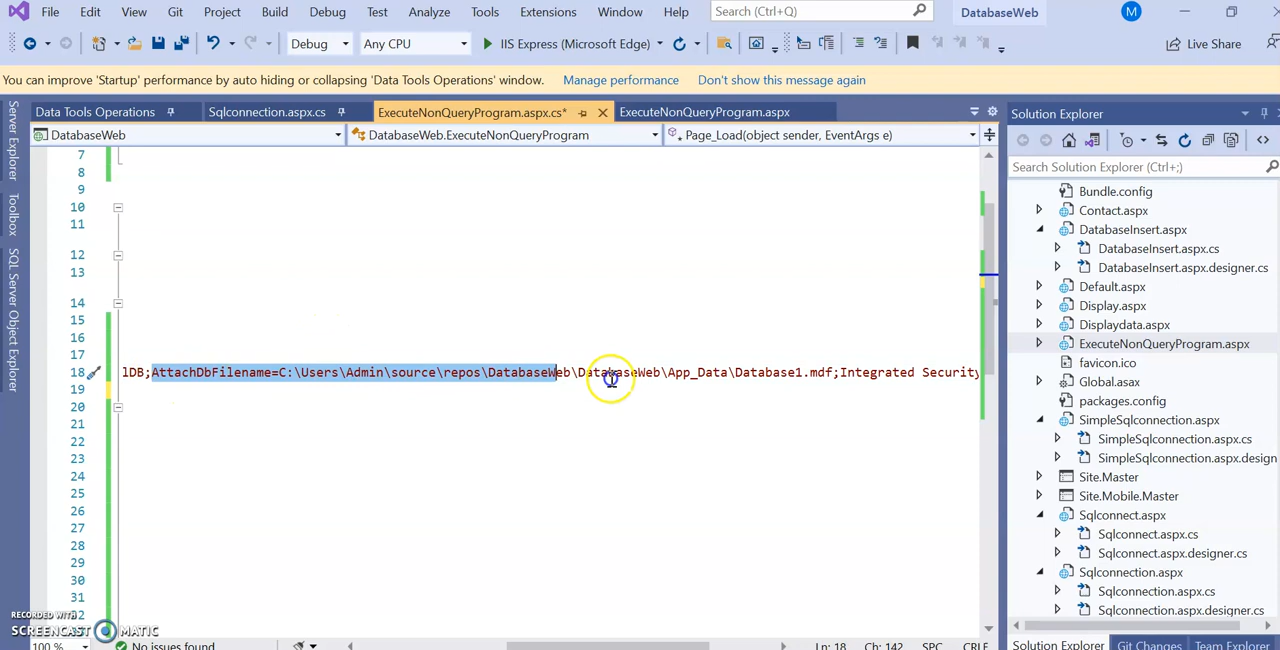 File Edit View Git Project Build Debug Test Analyze Tools Extensions Window Help Search (Ctrl+Q) DatabaseWeb M
Debug Any CPU IIS Express (Microsoft Edge) Live Share
You can improve 'Startup' performance by auto hiding or collapsing 'Data Tools Operations' window. Manage performance Don't show this message again
Server Explorer
Toolbox
SQL Server Object Explorer
Data Tools Operations Sqlconnection.aspx.cs ExecuteNonQueryProgram.aspx.cs* ExecuteNonQueryProgram.aspx
DatabaseWeb DatabaseWeb.ExecuteNonQueryProgram Page_Load(object sender, EventArgs e)
7
8
9
10
11
12
13
14
15
16
17
18 lDB;AttachDbFilename=C:\Users\Admin\source\repos\DatabaseWeb\DatabaseWeb\App_Data\Database1.mdf;Integrated Security
19
20
21
22
23
24
25
26
27
28
29
30
31
32
RECORDED WITH
SCREENCAST MATIC
100 % No issues found Ln: 18 Ch: 142 SPC CRLF
Solution Explorer
Search Solution Explorer (Ctrl+;)
Bundle.config
Contact.aspx
DatabaseInsert.aspx
DatabaseInsert.aspx.cs
DatabaseInsert.aspx.designer.cs
Default.aspx
Display.aspx
Displaydata.aspx
ExecuteNonQueryProgram.aspx
favicon.ico
Global.asax
packages.config
SimpleSqlconnection.aspx
SimpleSqlconnection.aspx.cs
SimpleSqlconnection.aspx.design
Site.Master
Site.Mobile.Master
Sqlconnect.aspx
Sqlconnect.aspx.cs
Sqlconnect.aspx.designer.cs
Sqlconnection.aspx
Sqlconnection.aspx.cs
Sqlconnection.aspx.designer.cs
Solution Explorer Git Changes Team Explorer